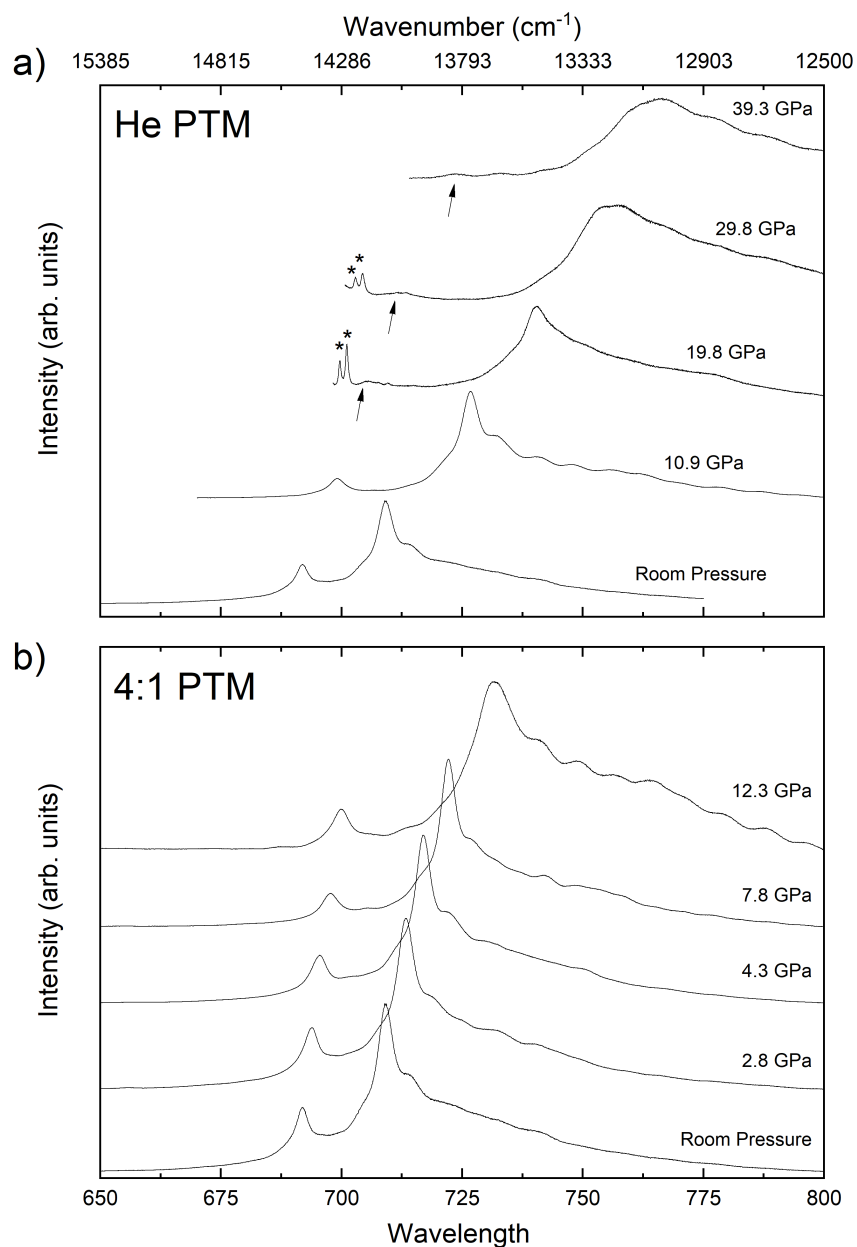 Wavenumber (cm⁻¹)
a)
15385 14815 14286 13793 13333 12903 12500
He PTM
39.3 GPa
29.8 GPa
* *
19.8 GPa
* *
10.9 GPa
Room Pressure
Intensity (arb. units)
b)
4:1 PTM
12.3 GPa
7.8 GPa
4.3 GPa
2.8 GPa
Room Pressure
Intensity (arb. units)
650 675 700 725 750 775 800
Wavelength